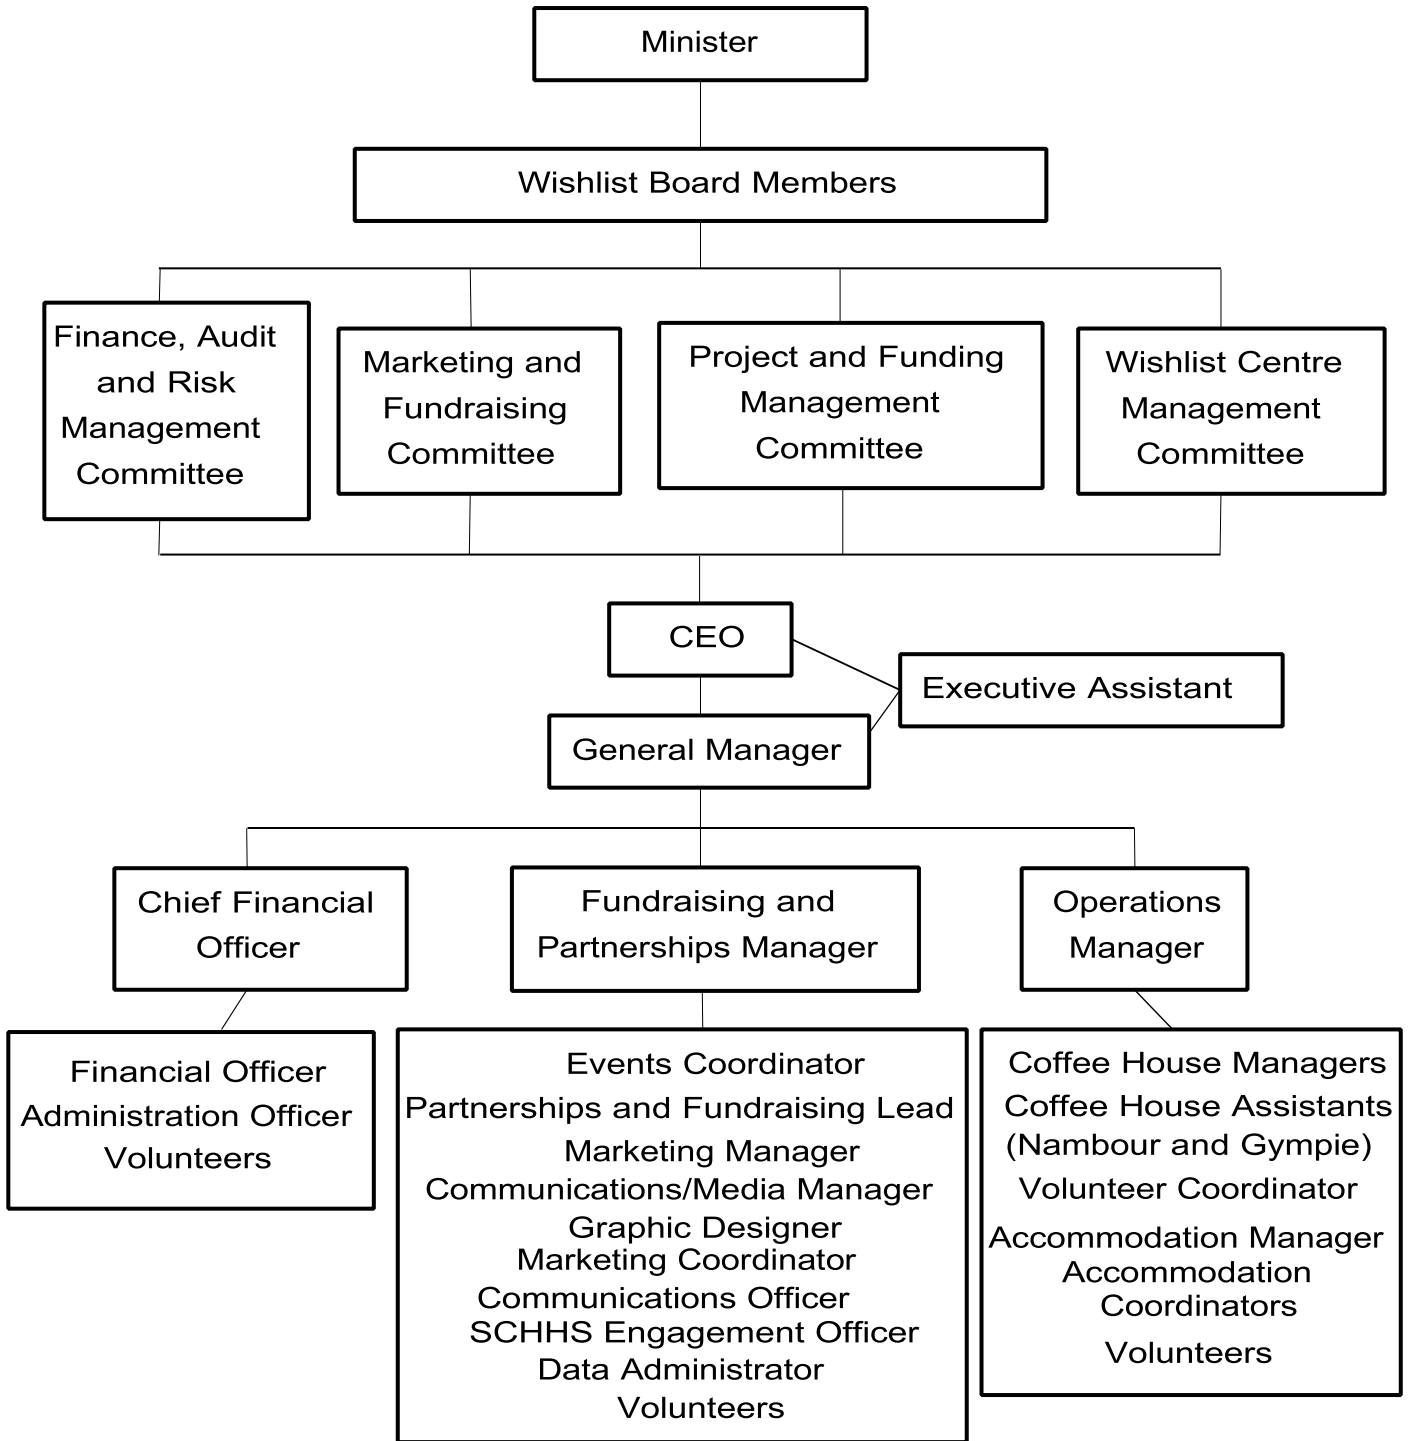 Minister
Wishlist Board Members
Finance, Audit
and Risk
Management
Committee
Marketing and
Fundraising
Committee
Project and Funding
Management
Committee
Wishlist Centre
Management
Committee
CEO
Executive Assistant
General Manager
Chief Financial
Officer
Fundraising and
Partnerships Manager
Operations
Manager
Financial Officer
Administration Officer
Volunteers
Events Coordinator
Partnerships and Fundraising Lead
Marketing Manager
Communications/Media Manager
Graphic Designer
Marketing Coordinator
Communications Officer
SCHHS Engagement Officer
Data Administrator
Volunteers
Coffee House Managers
Coffee House Assistants
(Nambour and Gympie)
Volunteer Coordinator
Accommodation Manager
Accommodation
Coordinators
Volunteers